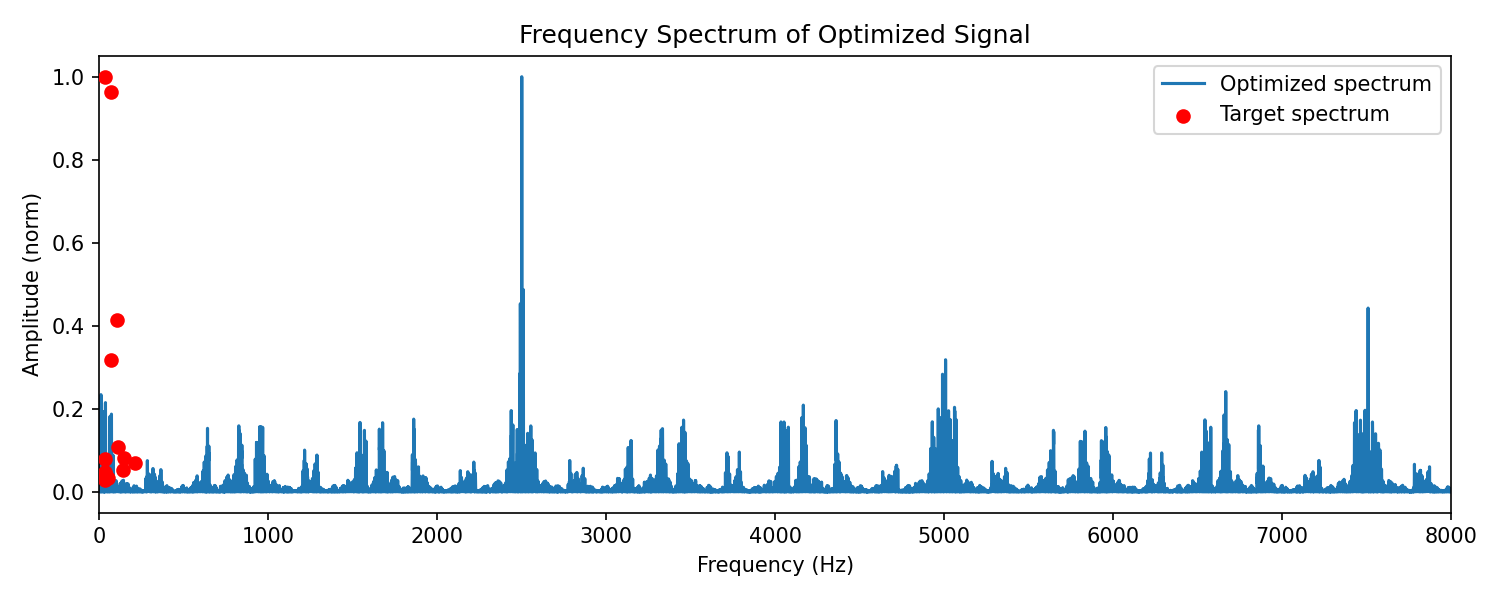 Frequency Spectrum of Optimized Signal
Optimized spectrum
Target spectrum
Amplitude (norm)
1.0
0.8
0.6
0.4
0.2
0.0
0 1000 2000 3000 4000 5000 6000 7000 8000
Frequency (Hz)